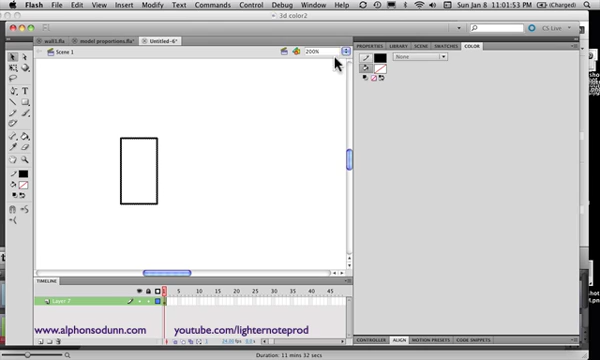 Flash File Edit View Insert Modify Text Commands Control Debug Window Help Sun Jan 8 11:01:53 AM (Charged)
3d color2
Fl CS Live
wall1.fla model proportions.fla* Untitled-6*
PROPERTIES LIBRARY SCENE SWATCHES COLOR
Scene 1 200%
None
TIMELINE
5 10 15 20 25 30 35 40 45
Layer 7
www.alphonsodunn.com youtube.com/lighternoteprod
CONTROLLER ALIGN MOTION PRESETS CODE SNIPPETS
Duration: 11 mins 32 secs